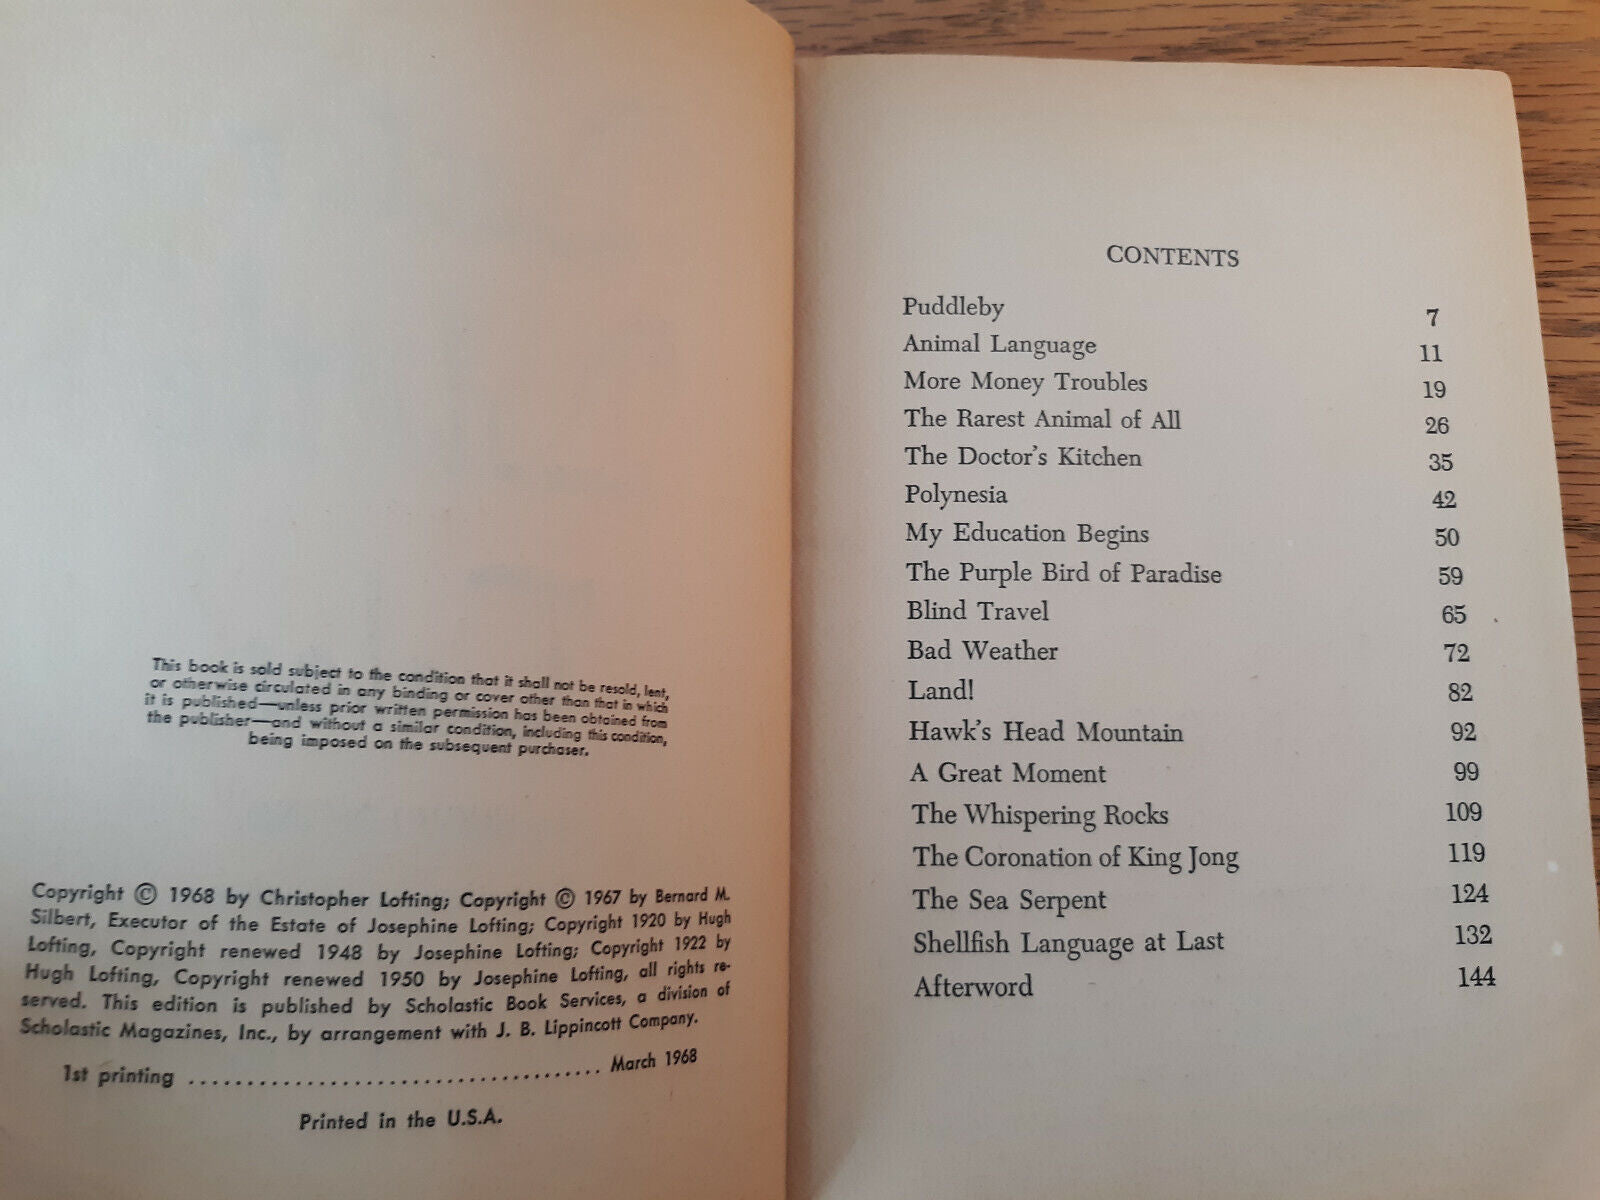 This book is sold subject to the condition that it shall not be resold, lent,
or otherwise circulated in any binding or cover other than that in which
it is published—unless prior written permission has been obtained from
the publisher—and without a similar condition, including this condition,
being imposed on the subsequent purchaser.
Copyright © 1968 by Christopher Lofting; Copyright © 1967 by Bernard M.
Silbert, Executor of the Estate of Josephine Lofting; Copyright 1920 by Hugh
Lofting, Copyright renewed 1948 by Josephine Lofting; Copyright 1922 by
Hugh Lofting, Copyright renewed 1950 by Josephine Lofting, all rights re-
served. This edition is published by Scholastic Book Services, a division of
Scholastic Magazines, Inc., by arrangement with J. B. Lippincott Company.
1st printing ..................................... March 1968
Printed in the U.S.A.
CONTENTS
Puddleby 7
Animal Language 11
More Money Troubles 19
The Rarest Animal of All 26
The Doctor's Kitchen 35
Polynesia 42
My Education Begins 50
The Purple Bird of Paradise 59
Blind Travel 65
Bad Weather 72
Land! 82
Hawk's Head Mountain 92
A Great Moment 99
The Whispering Rocks 109
The Coronation of King Jong 119
The Sea Serpent 124
Shellfish Language at Last 132
Afterword 144